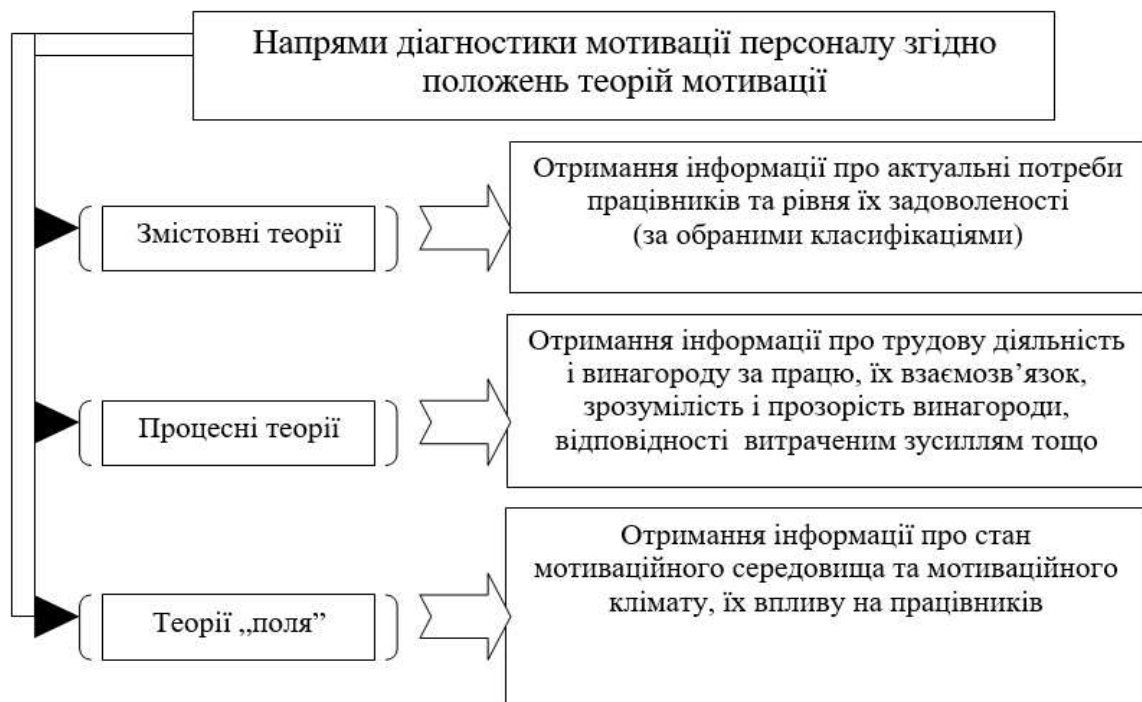 Напрями діагностики мотивації персоналу згідно
положень теорій мотивації
Змістовні теорії
Отримання інформації про актуальні потреби
працівників та рівня їх задоволеності
(за обраними класифікаціями)
Процесні теорії
Отримання інформації про трудову діяльність
і винагороду за працю, їх взаємозв’язок,
зрозумілість і прозорість винагороди,
відповідності витраченим зусиллям тощо
Теорії „поля”
Отримання інформації про стан
мотиваційного середовища та мотиваційного
клімату, їх впливу на працівників